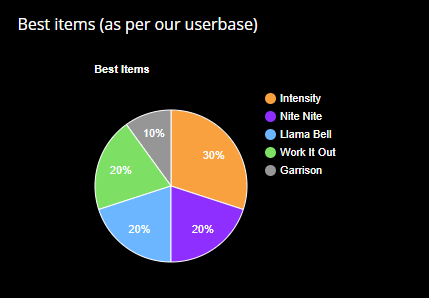 Best items (as per our userbase)
Best Items
Intensity
Nite Nite
Llama Bell
Work It Out
Garrison
10%
30%
20%
20%
20%